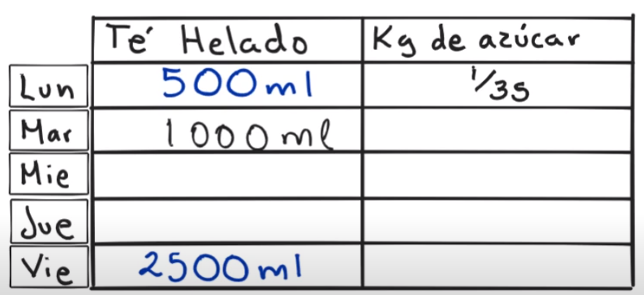 Té Helado Kg de azúcar
Lun 500ml 1/35
Mar 1000ml
Mie
Jue
Vie 2500ml